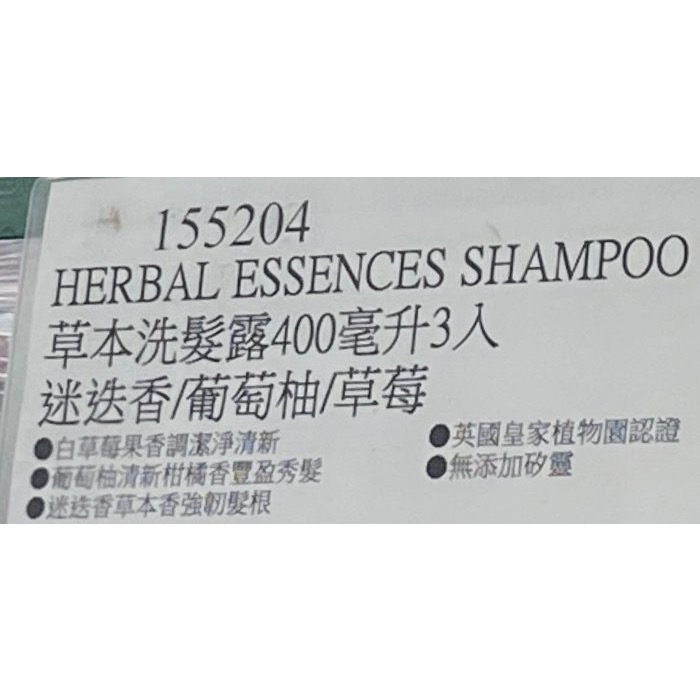 155204
HERBAL ESSENCES SHAMPOO
草本洗髮露400毫升3入
迷迭香/葡萄柚/草莓
●白草莓果香調潔淨清新
●葡萄柚清新柑橘香豐盈秀髮
●迷迭香草本香強韌髮根
●英國皇家植物園認證
●無添加矽靈